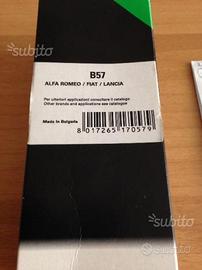 subito
B57
ALFA ROMEO / FIAT / LANCIA
Per ulteriori applicazioni consultare il catalogo
Other brands and applications see catalogue
Made in Bulgaria
8 017265 170579
subito